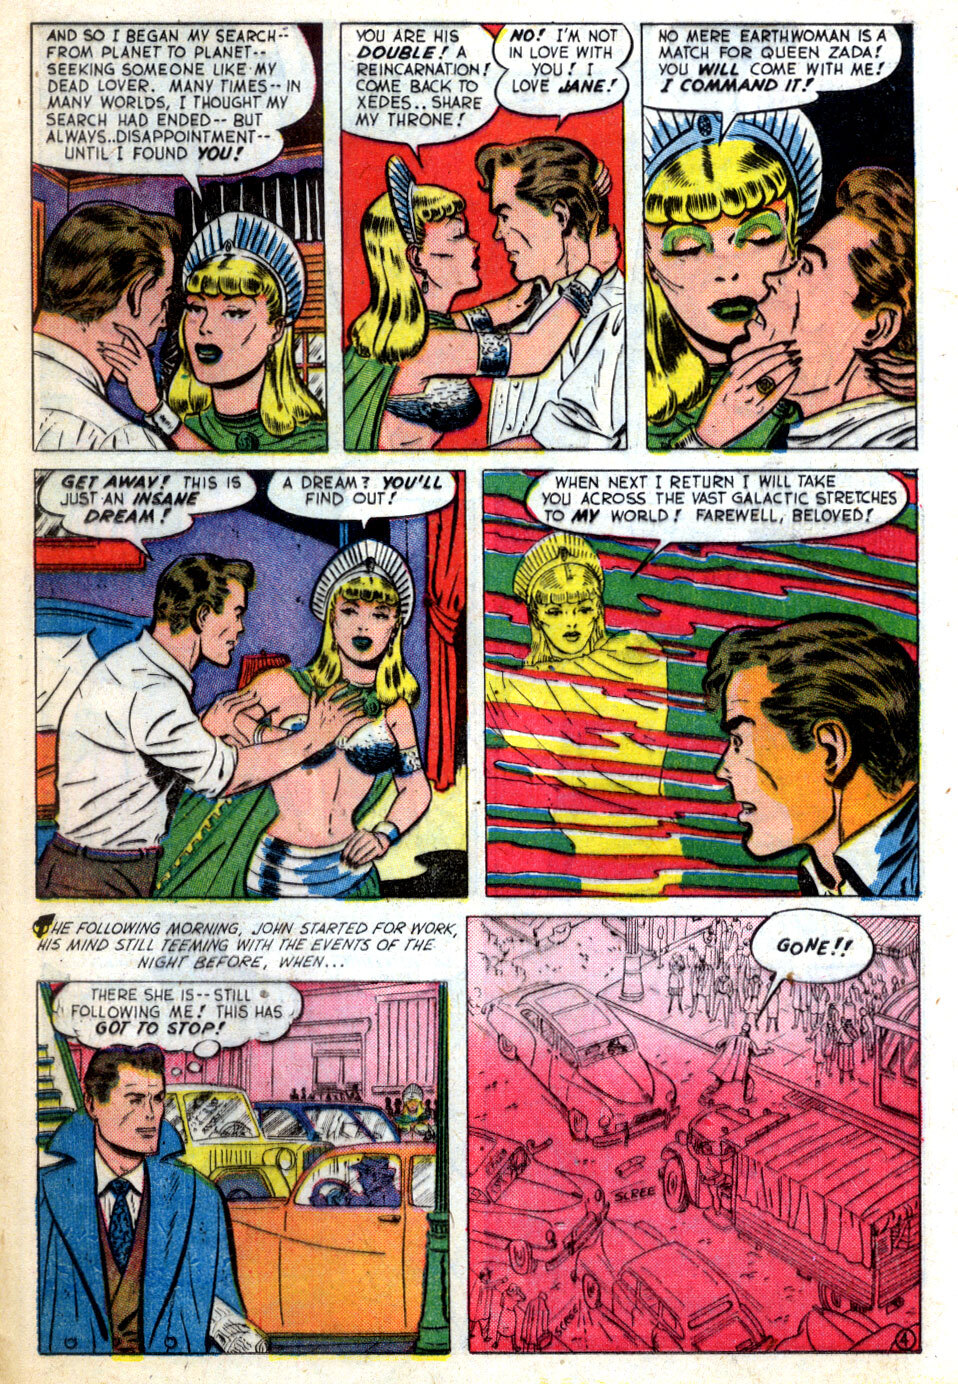 AND SO I BEGAN MY SEARCH--
FROM PLANET TO PLANET--
SEEKING SOMEONE LIKE MY
DEAD LOVER. MANY TIMES--IN
MANY WORLDS, I THOUGHT MY
SEARCH HAD ENDED--BUT
ALWAYS..DISAPPOINTMENT--
UNTIL I FOUND YOU!
YOU ARE HIS
DOUBLE! A
REINCARNATION!
COME BACK TO
XEDES.. SHARE
MY THRONE!
NO! I'M NOT
IN LOVE WITH
YOU! I
LOVE JANE!
NO MERE EARTHWOMAN IS A
MATCH FOR QUEEN ZADA!
YOU WILL COME WITH ME!
I COMMAND IT!
GET AWAY! THIS IS
JUST AN INSANE
DREAM!
A DREAM? YOU'LL
FIND OUT!
WHEN NEXT I RETURN I WILL TAKE
YOU ACROSS THE VAST GALACTIC STRETCHES
TO MY WORLD! FAREWELL, BELOVED!
THE FOLLOWING MORNING, JOHN STARTED FOR WORK,
HIS MIND STILL TEEMING WITH THE EVENTS OF THE
NIGHT BEFORE, WHEN...
THERE SHE IS--STILL
FOLLOWING ME! THIS HAS
GOT TO STOP!
GONE!!
SCREE
SCREE
4